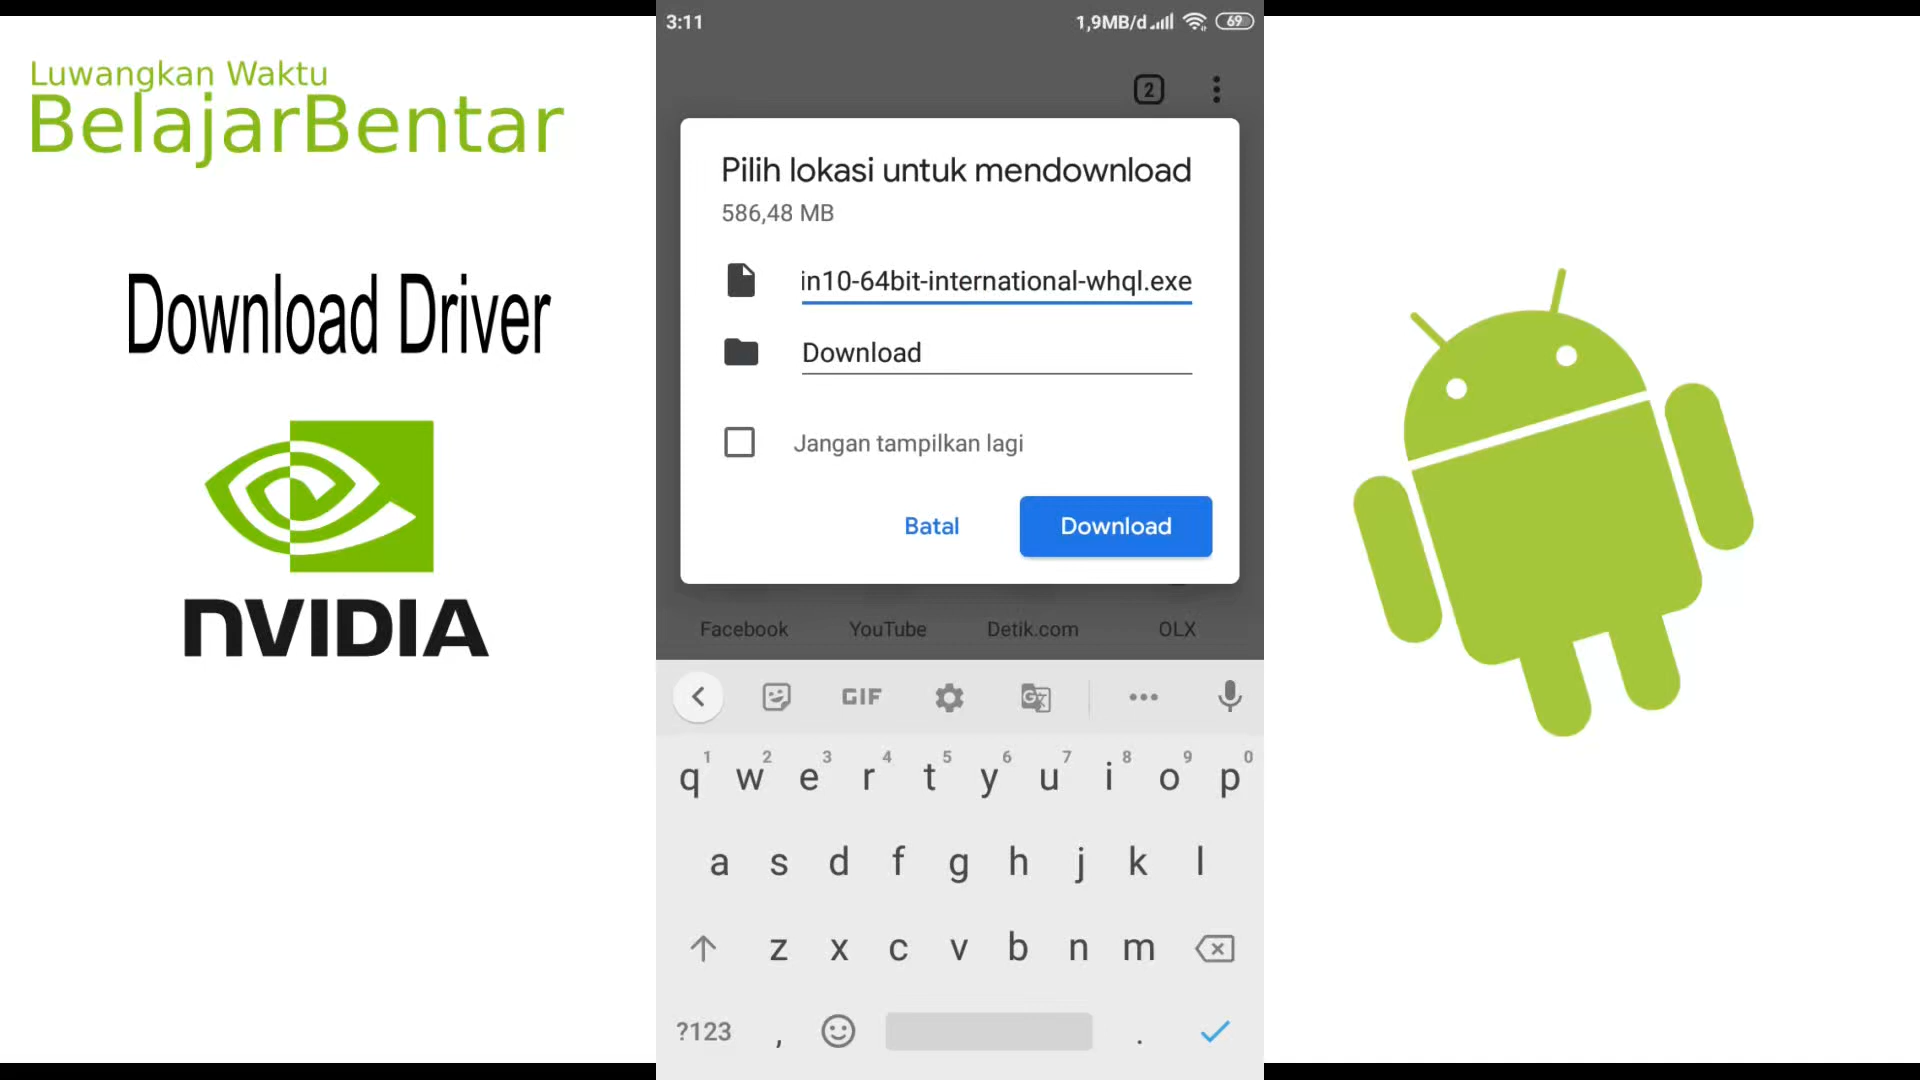 Luwangkan Waktu
BelajarBentar
Download Driver
nVIDIA
3:11
1,9MB/d
69
2
Pilih lokasi untuk mendownload
586,48 MB
in10-64bit-international-whql.exe
Download
Jangan tampilkan lagi
Batal
Download
Facebook YouTube Detik.com OLX
GIF
1 2 3 4 5 6 7 8 9 0
q w e r t y u i o p
a s d f g h j k l
z x c v b n m
?123 , .